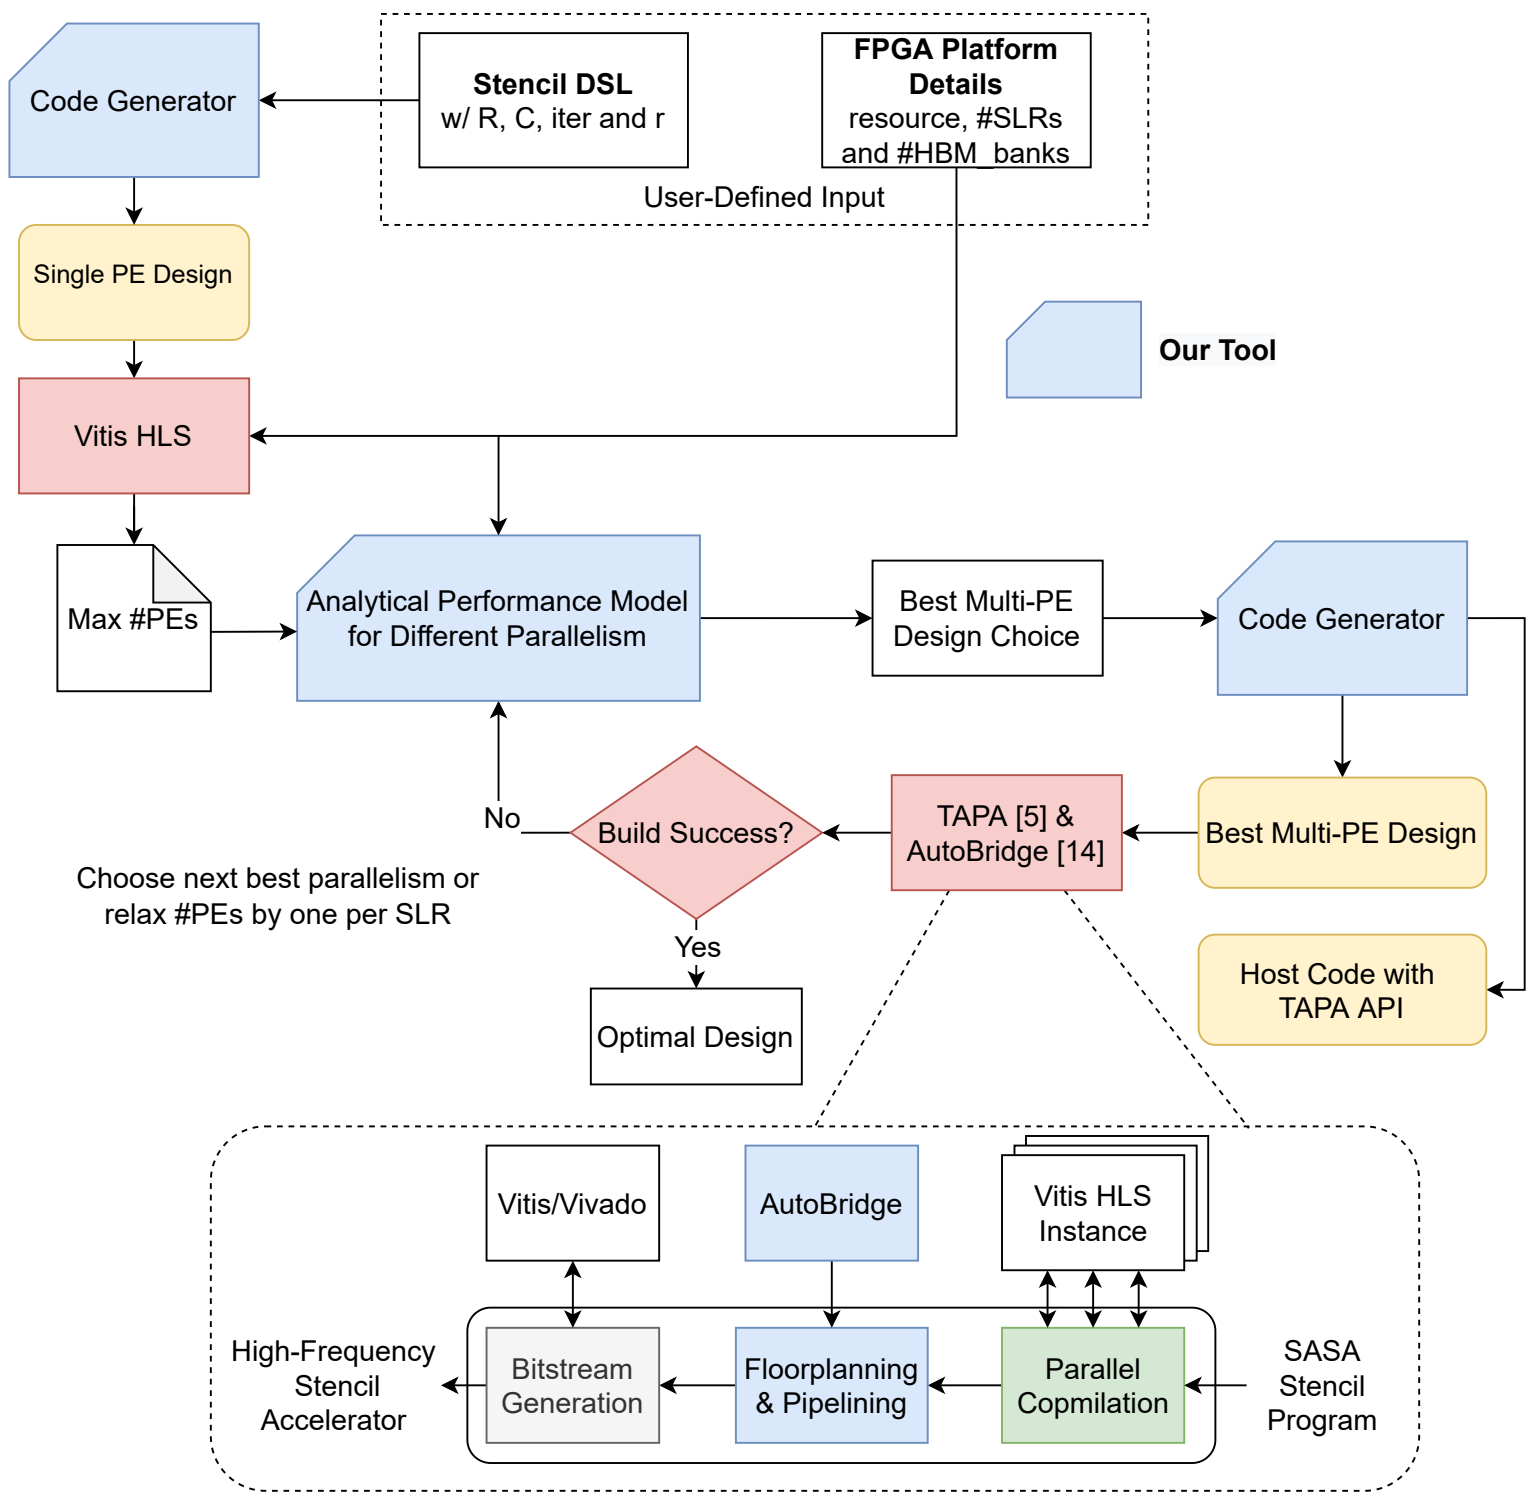 Code Generator
Stencil DSL
w/ R, C, iter and r
FPGA Platform
Details
resource, #SLRs
and #HBM_banks
User-Defined Input
Single PE Design
Our Tool
Vitis HLS
Max #PEs
Analytical Performance Model
for Different Parallelism
Best Multi-PE
Design Choice
Code Generator
No
Build Success?
TAPA [5] &
AutoBridge [14]
Best Multi-PE Design
Choose next best parallelism or
relax #PEs by one per SLR
Yes
Host Code with
TAPA API
Optimal Design
Vitis/Vivado
AutoBridge
Vitis HLS
Instance
High-Frequency
Stencil
Accelerator
Bitstream
Generation
Floorplanning
& Pipelining
Parallel
Copmilation
SASA
Stencil
Program